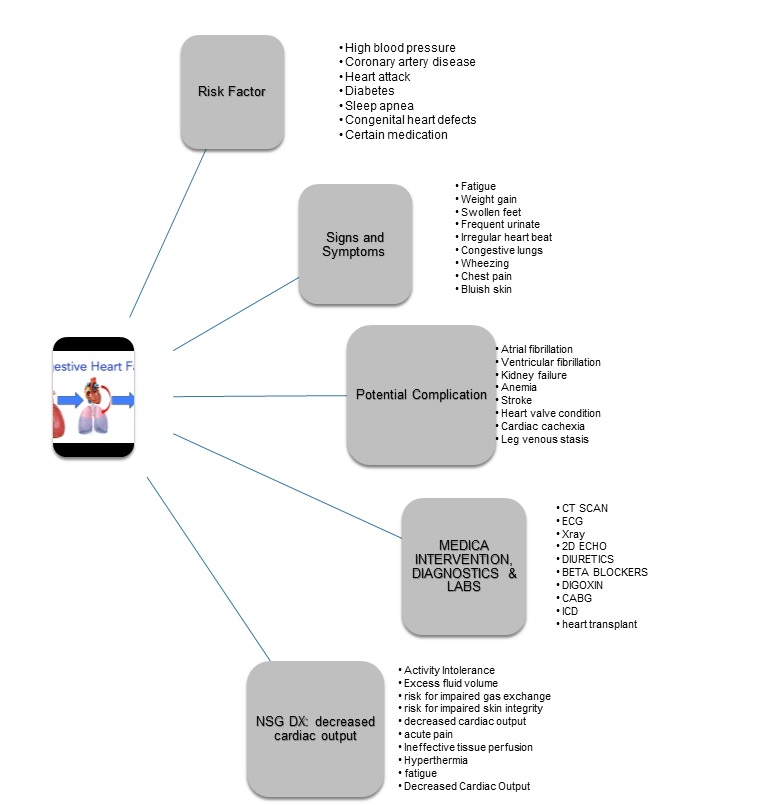 Risk Factor
• High blood pressure
• Coronary artery disease
• Heart attack
• Diabetes
• Sleep apnea
• Congenital heart defects
• Certain medication
Signs and
Symptoms
• Fatigue
• Weight gain
• Swollen feet
• Frequent urinate
• Irregular heart beat
• Congestive lungs
• Wheezing
• Chest pain
• Bluish skin
estive Heart Fa
Potential Complication
• Atrial fibrillation
• Ventricular fibrillation
• Kidney failure
• Anemia
• Stroke
• Heart valve condition
• Cardiac cachexia
• Leg venous stasis
MEDICA
INTERVENTION,
DIAGNOSTICS &
LABS
• CT SCAN
• ECG
• Xray
• 2D ECHO
• DIURETICS
• BETA BLOCKERS
• DIGOXIN
• CABG
• ICD
• heart transplant
NSG DX: decreased
cardiac output
• Activity Intolerance
• Excess fluid volume
• risk for impaired gas exchange
• risk for impaired skin integrity
• decreased cardiac output
• acute pain
• Ineffective tissue perfusion
• Hyperthermia
• fatigue
• Decreased Cardiac Output